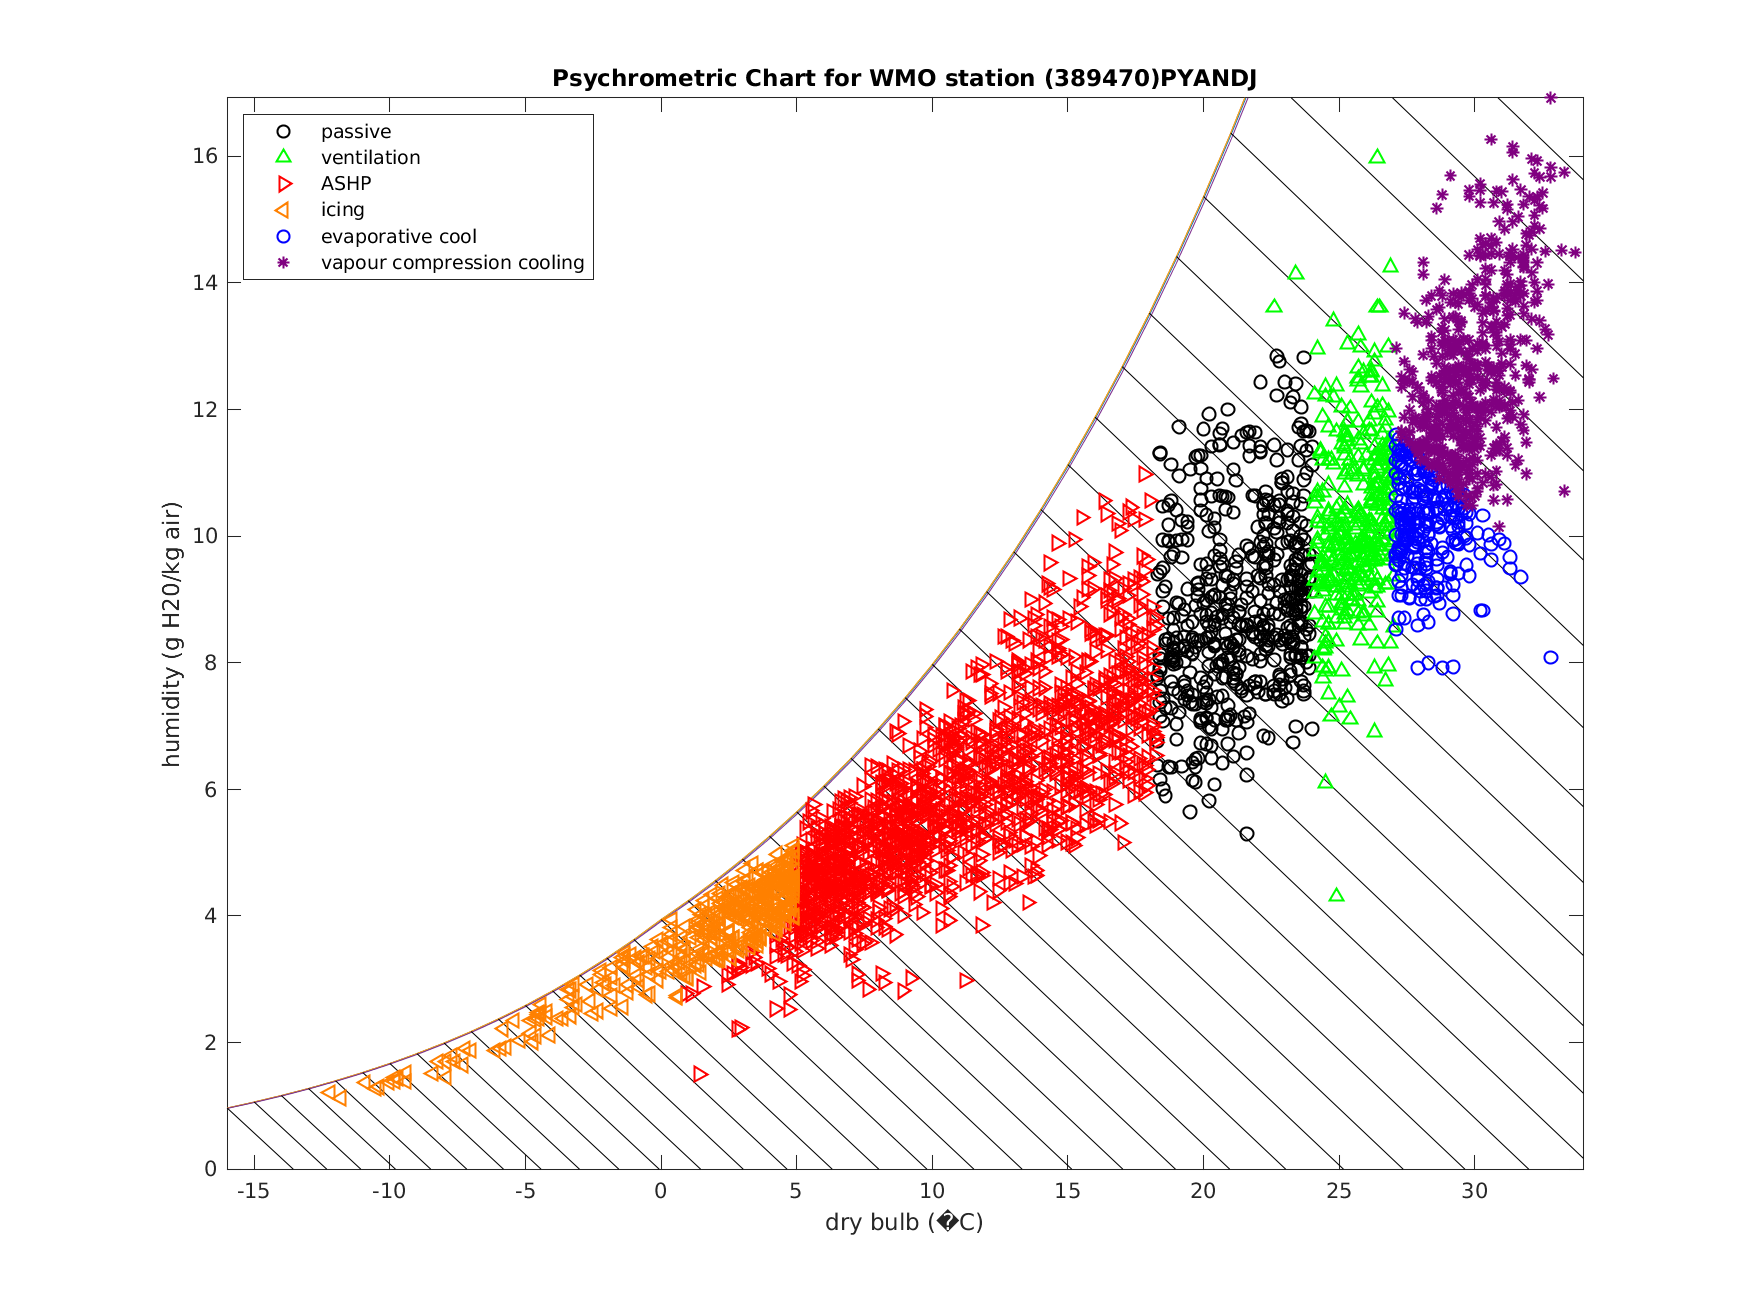 Psychrometric Chart for WMO station (389470)PYANDJ
passive
ventilation
ASHP
icing
evaporative cool
vapour compression cooling
humidity (g H20/kg air)
16
14
12
10
8
6
4
2
0
-15 -10 -5 0 5 10 15 20 25 30
dry bulb (�C)